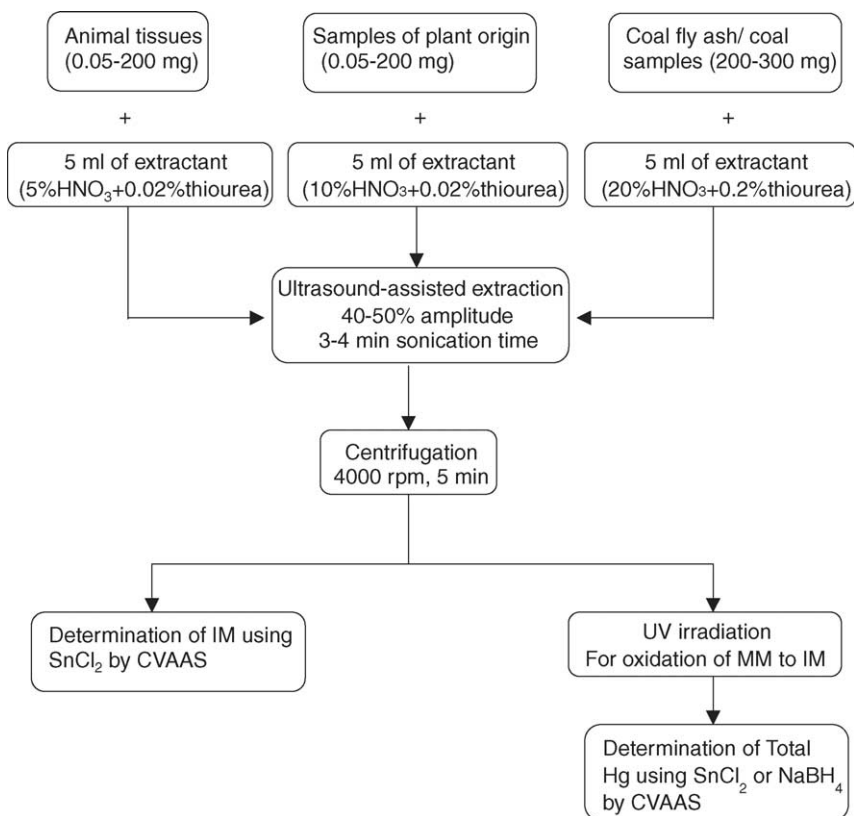 Animal tissues
(0.05-200 mg)
Samples of plant origin
(0.05-200 mg)
Coal fly ash/ coal
samples (200-300 mg)
+
+
+
5 ml of extractant
(5%HNO₃+0.02%thiourea)
5 ml of extractant
(10%HNO₃+0.02%thiourea)
5 ml of extractant
(20%HNO₃+0.2%thiourea)
Ultrasound-assisted extraction
40-50% amplitude
3-4 min sonication time
Centrifugation
4000 rpm, 5 min
Determination of IM using
SnCl₂ by CVAAS
UV irradiation
For oxidation of MM to IM
Determination of Total
Hg using SnCl₂ or NaBH₄
by CVAAS